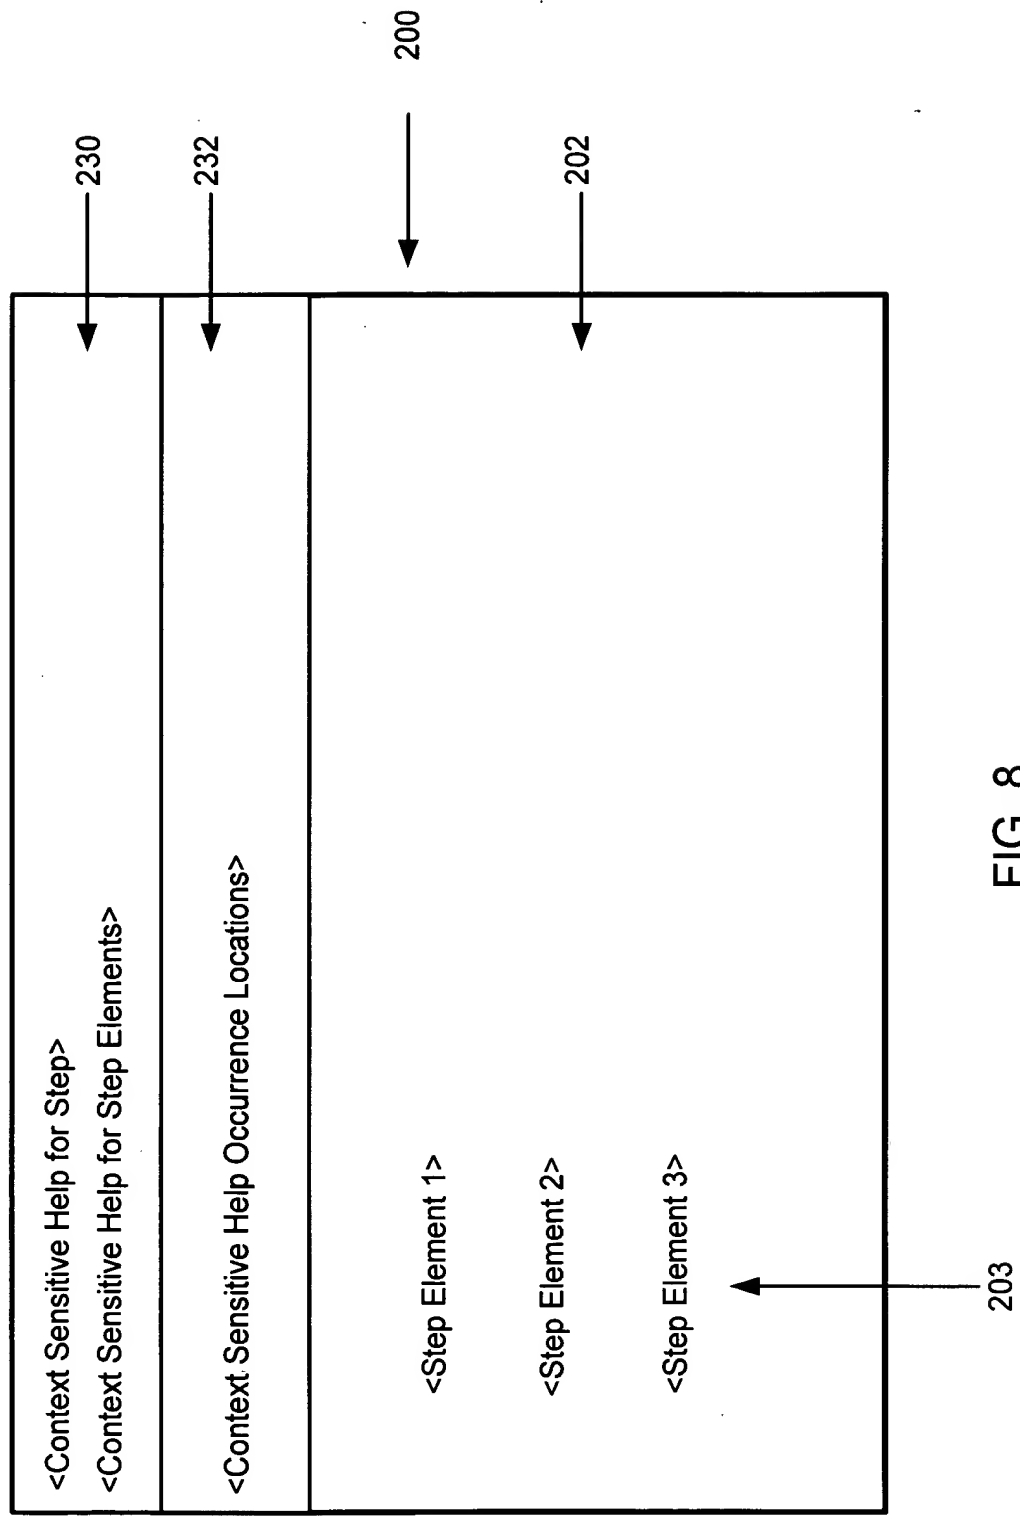 <Context Sensitive Help for Step>
<Context Sensitive Help for Step Elements>
230
<Context Sensitive Help Occurrence Locations>
232
200
<Step Element 1>
<Step Element 2>
202
<Step Element 3>
203
FIG. 8